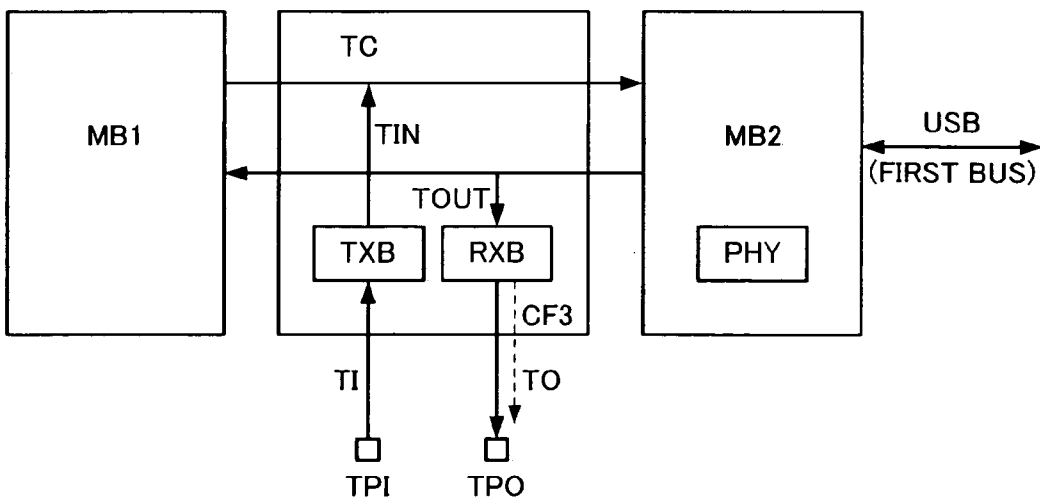 TC
MB1
TIN
MB2
USB
(FIRST BUS)
TOUT
TXB
RXB
PHY
CF3
TI
TO
TPI
TPO